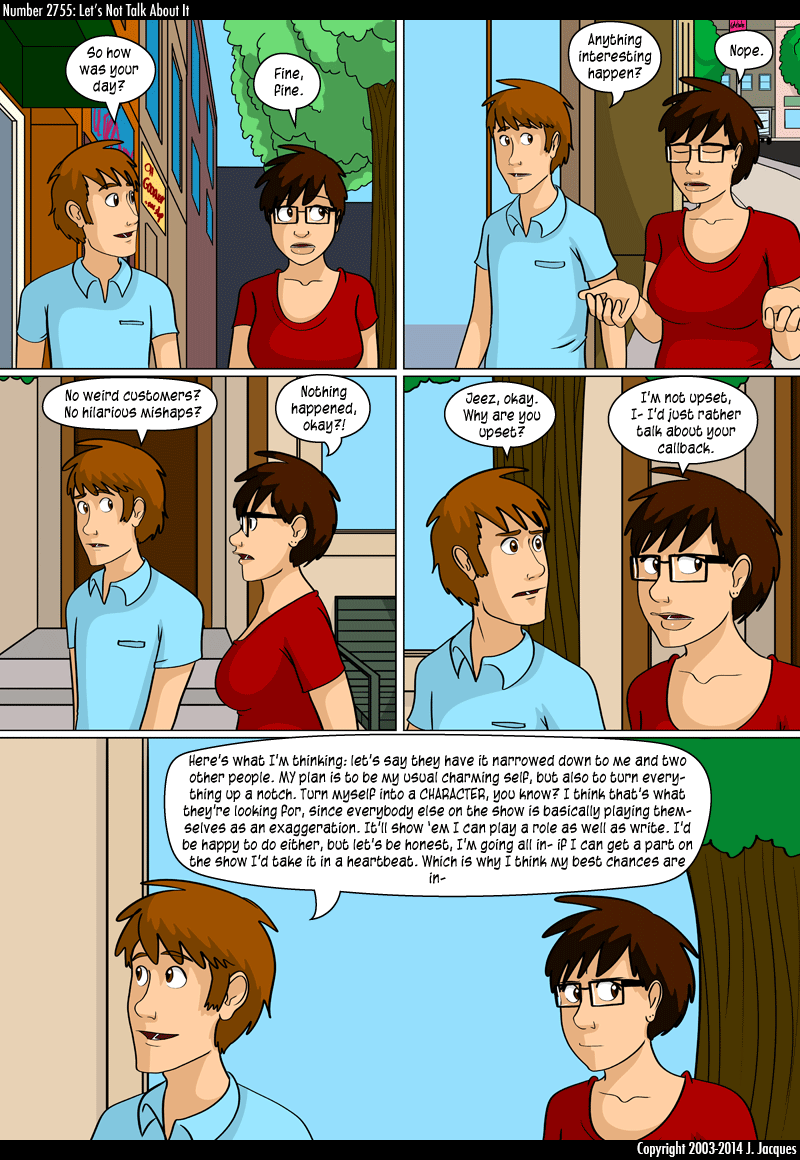 Number 2755: Let's Not Talk About It
So how
was your
day?
Fine,
fine.
Anything
interesting
happen?
Nope.
No weird customers?
No hilarious mishaps?
Nothing
happened,
okay?!
Jeez, okay.
Why are you
upset?
I'm not upset,
I- I'd just rather
talk about your
callback.
Here's what I'm thinking: let's say they have it narrowed down to me and two
other people. MY plan is to be my usual charming self, but also to turn every-
thing up a notch. Turn myself into a CHARACTER, you know? I think that's what
they're looking for, since everybody else on the show is basically playing them-
selves as an exaggeration. It'll show 'em I can play a role as well as write. I'd
be happy to do either, but let's be honest, I'm going all in- if I can get a part on
the show I'd take it in a heartbeat. Which is why I think my best chances are
in-
Copyright 2003-2014 J. Jacques